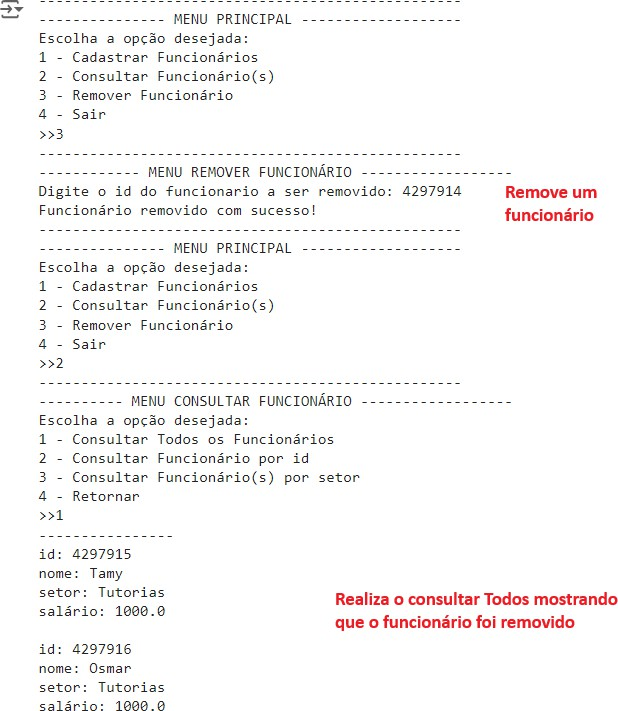 --------------------------------------------------
--------------- MENU PRINCIPAL -------------------
Escolha a opção desejada:
1 - Cadastrar Funcionários
2 - Consultar Funcionário(s)
3 - Remover Funcionário
4 - Sair
>>3
--------------------------------------------------
------------ MENU REMOVER FUNCIONÁRIO ------------------
Digite o id do funcionario a ser removido: 4297914
Remove um
funcionário
Funcionário removido com sucesso!
--------------------------------------------------
--------------- MENU PRINCIPAL -------------------
Escolha a opção desejada:
1 - Cadastrar Funcionários
2 - Consultar Funcionário(s)
3 - Remover Funcionário
4 - Sair
>>2
--------------------------------------------------
---------- MENU CONSULTAR FUNCIONÁRIO ------------------
Escolha a opção desejada:
1 - Consultar Todos os Funcionários
2 - Consultar Funcionário por id
3 - Consultar Funcionário(s) por setor
4 - Retornar
>>1
----------------
id: 4297915
nome: Tamy
setor: Tutorias
salário: 1000.0
Realiza o consultar Todos mostrando
que o funcionário foi removido
id: 4297916
nome: Osmar
setor: Tutorias
salário: 1000.0